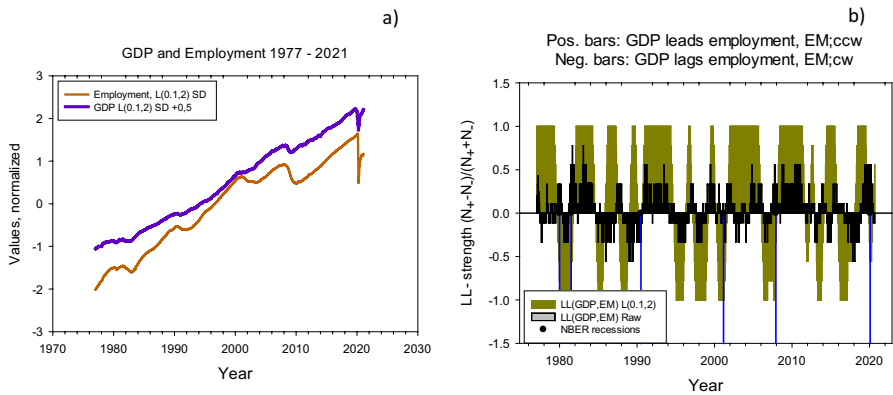 a)
GDP and Employment 1977 - 2021
3
2
1
0
-1
-2
-3
Values, normalized
Employment, L(0.1,2) SD
GDP L(0.1,2) SD +0,5
1970 1980 1990 2000 2010 2020 2030
Year
b)
Pos. bars: GDP leads employment, EM;ccw
Neg. bars: GDP lags employment, EM;cw
1.5
1.0
0.5
0.0
-0.5
-1.0
-1.5
LL- strength (N+-N-)/(N++N-)
LL(GDP,EM) L(0.1,2)
LL(GDP,EM) Raw
NBER recessions
1980 1990 2000 2010 2020
Year